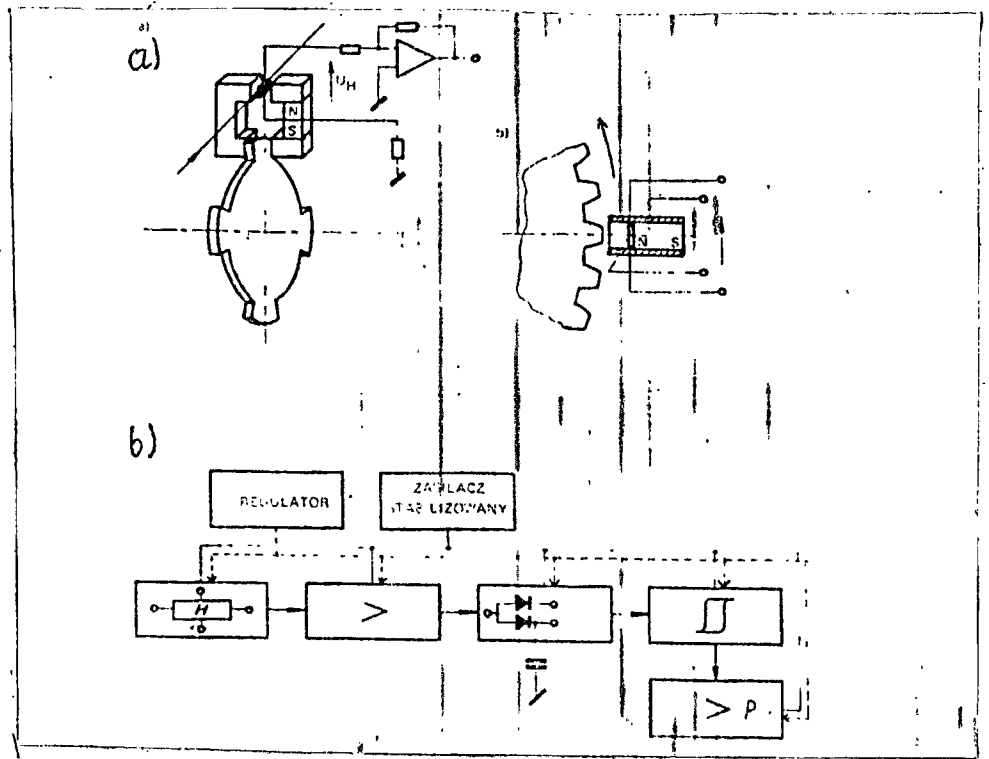 a)
a)
U_H
N
S
b)
N S
b)
REGULATOR
ZASILACZ
STABILIZOWANY
H
>
> P